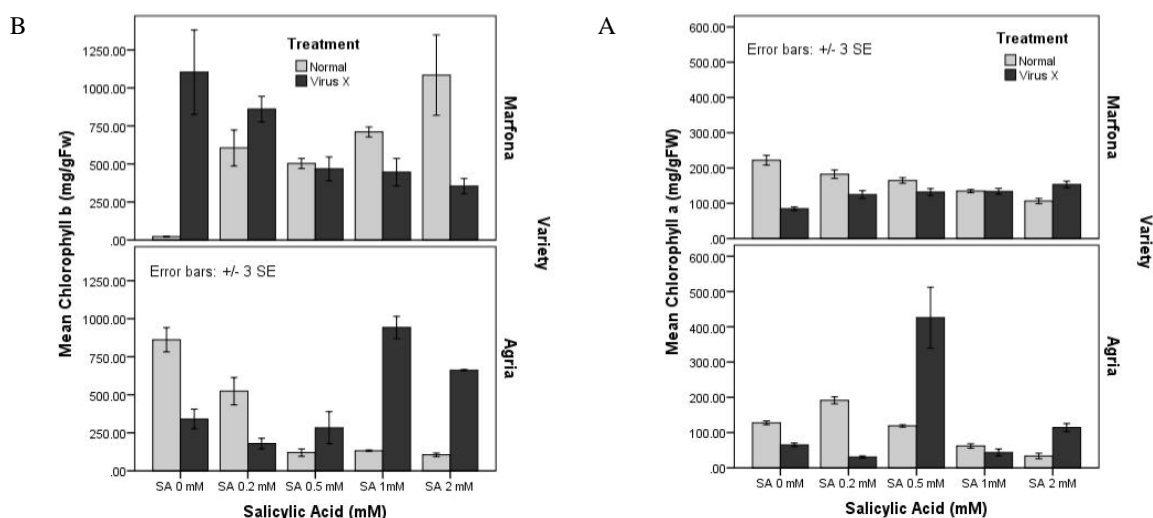 B
Mean Chlorophyll b (mg/gFw)
1250.00
1000.00
750.00
500.00
250.00
.00
Treatment
Normal
Virus X
Marfona
1250.00
1000.00
750.00
500.00
250.00
.00
Error bars: +/- 3 SE
Agria
Variety
SA 0 mM
SA 0.2 mM
SA 0.5 mM
SA 1mM
SA 2 mM
Salicylic Acid (mM)
A
Mean Chlorophyll a (mg/gFW)
600.00
500.00
400.00
300.00
200.00
100.00
.00
Error bars: +/- 3 SE
Treatment
Normal
Virus X
Marfona
600.00
500.00
400.00
300.00
200.00
100.00
.00
Agria
Variety
SA 0 mM
SA 0.2 mM
SA 0.5 mM
SA 1mM
SA 2 mM
Salicylic Acid (mM)